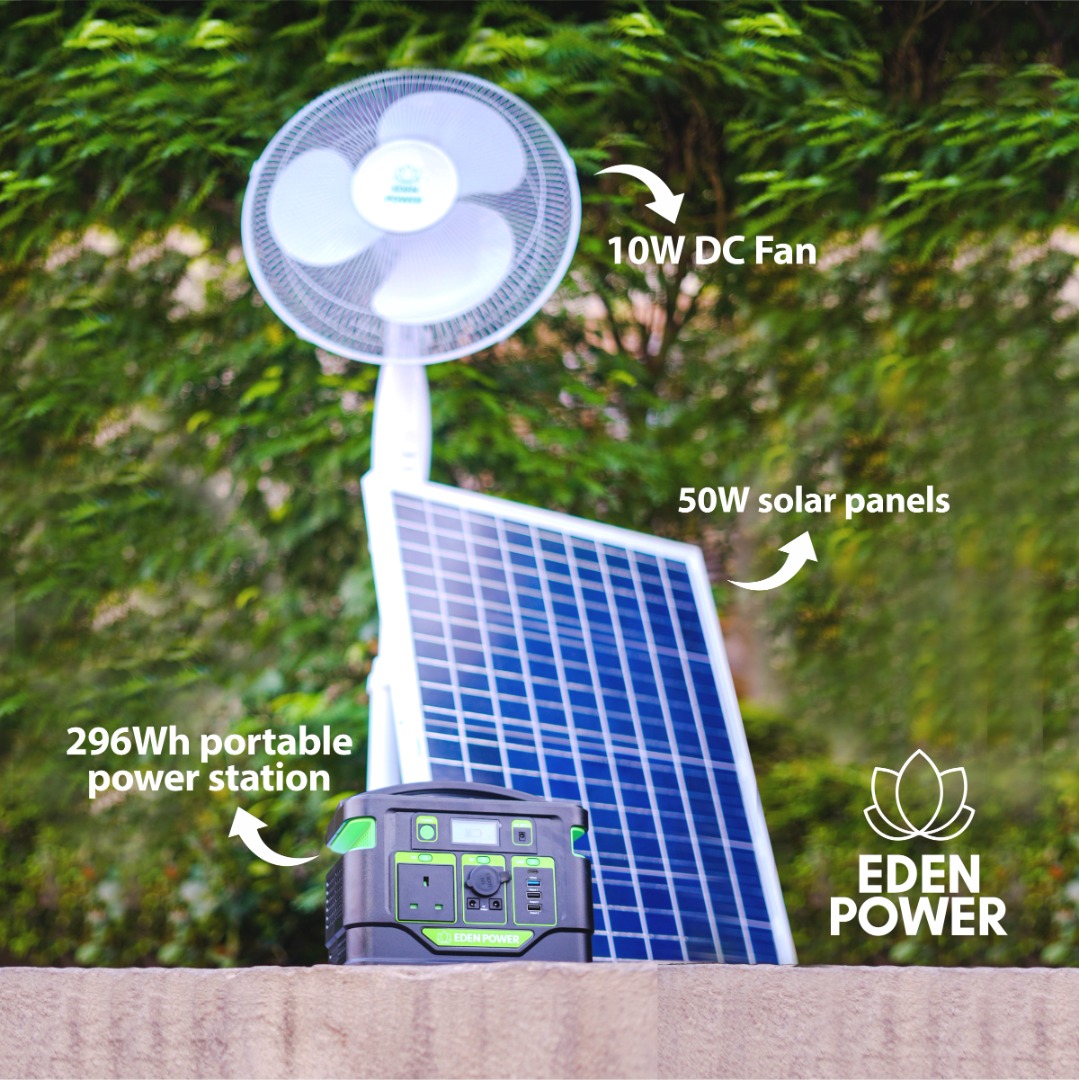 EDEN
POWER
10W DC Fan
50W solar panels
296Wh portable
power station
EDEN
POWER
EDEN POWER